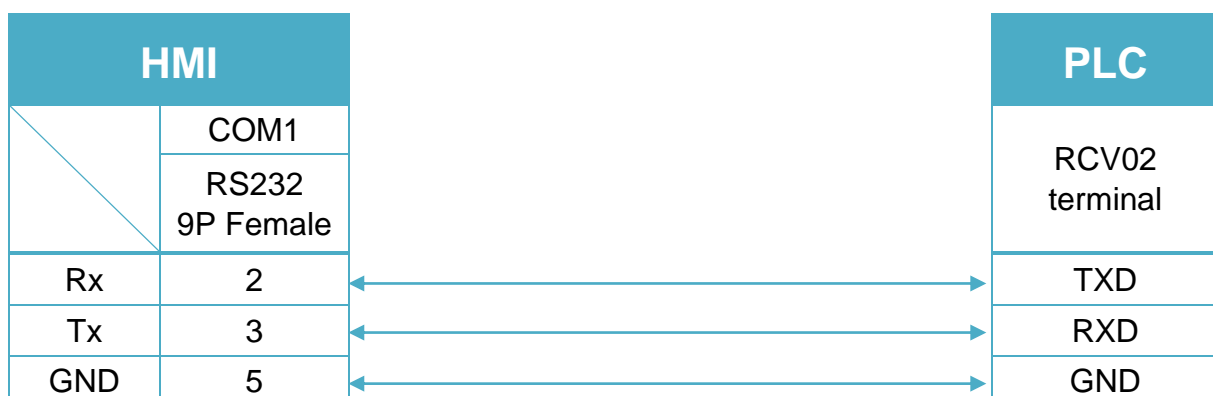 HMI
PLC
COM1
RS232
9P Female
RCV02
terminal
Rx 2 TXD
Tx 3 RXD
GND 5 GND